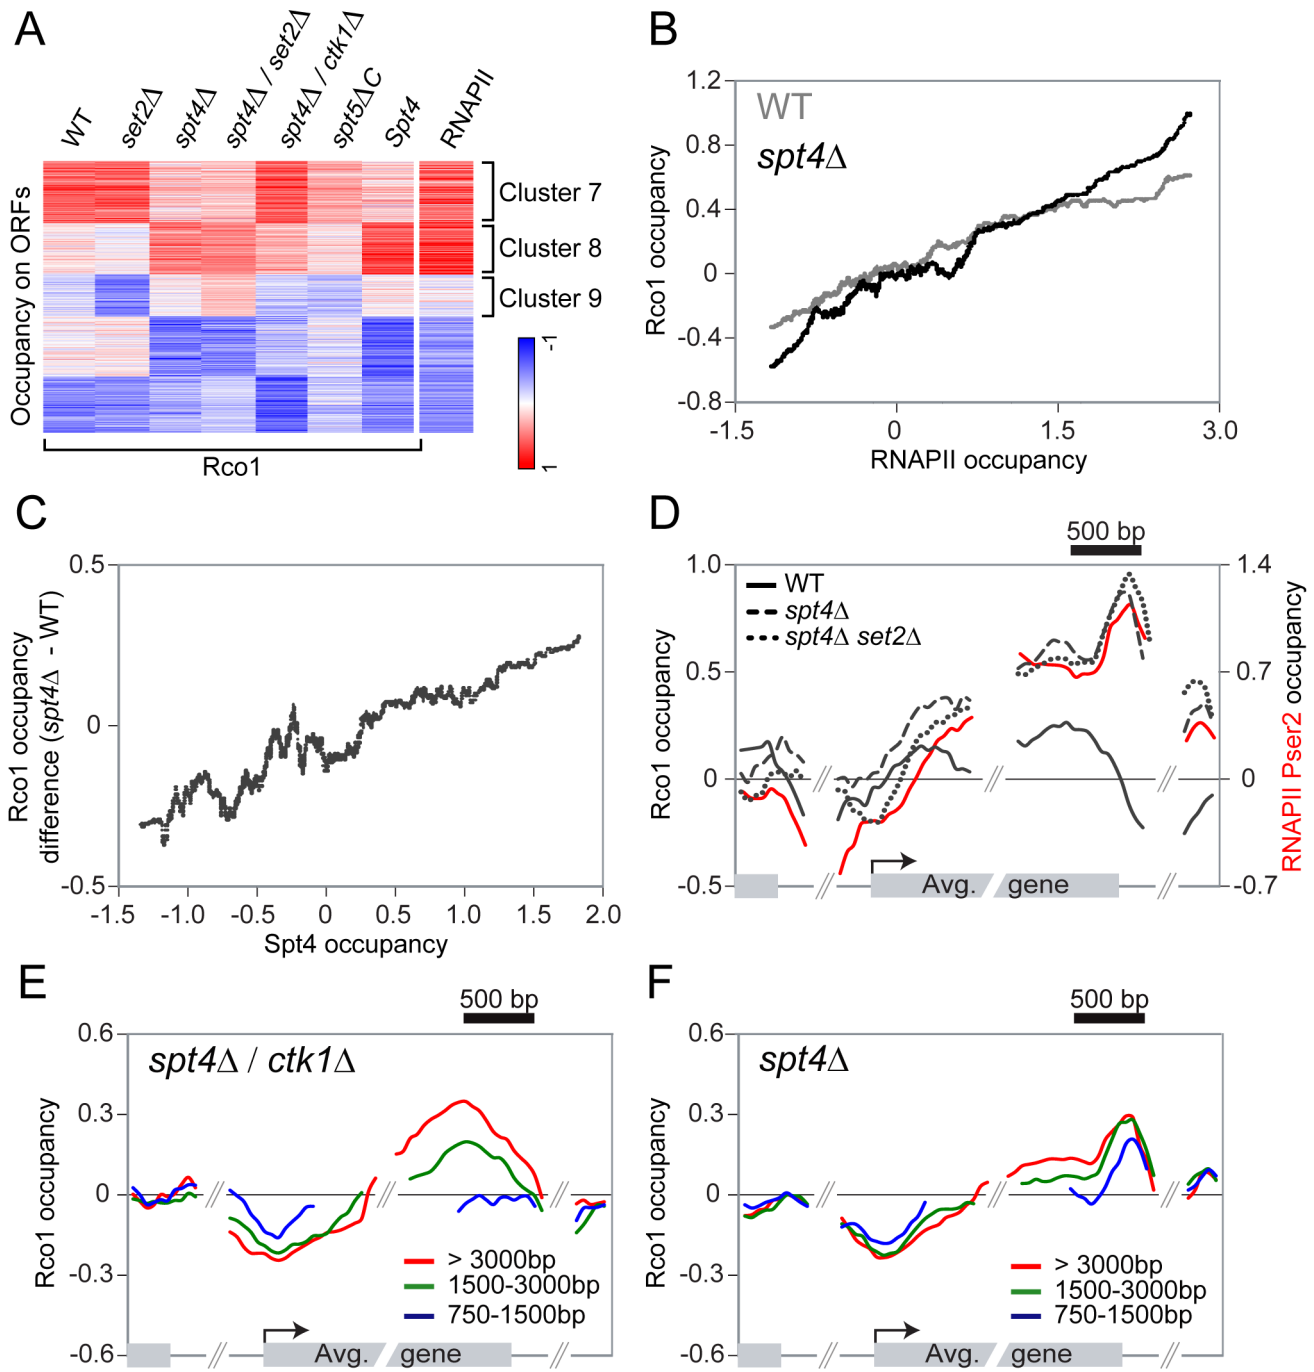 A
WT
set2Δ
spt4Δ
spt4Δ / set2Δ
spt4Δ / ctk1Δ
spt5ΔC
Spt4
RNAPII
Occupancy on ORFs
Cluster 7
Cluster 8
Cluster 9
-1
1
Rco1
B
WT
spt4Δ
Rco1 occupancy
1.2
0.8
0.4
0
-0.4
-0.8
-1.5
0
1.5
3.0
RNAPII occupancy
C
Rco1 occupancy
difference (spt4Δ - WT)
0.5
0
-0.5
-1.5
-1.0
-0.5
0
0.5
1.0
1.5
2.0
Spt4 occupancy
D
500 bp
WT
spt4Δ
spt4Δ set2Δ
Rco1 occupancy
1.0
0.5
0
-0.5
1.4
0.7
0
-0.7
RNAPII Pser2 occupancy
Avg. gene
E
500 bp
spt4Δ / ctk1Δ
Rco1 occupancy
0.6
0.3
0
-0.3
-0.6
> 3000bp
1500-3000bp
750-1500bp
Avg. gene
F
500 bp
spt4Δ
Rco1 occupancy
0.6
0.3
0
-0.3
-0.6
> 3000bp
1500-3000bp
750-1500bp
Avg. gene